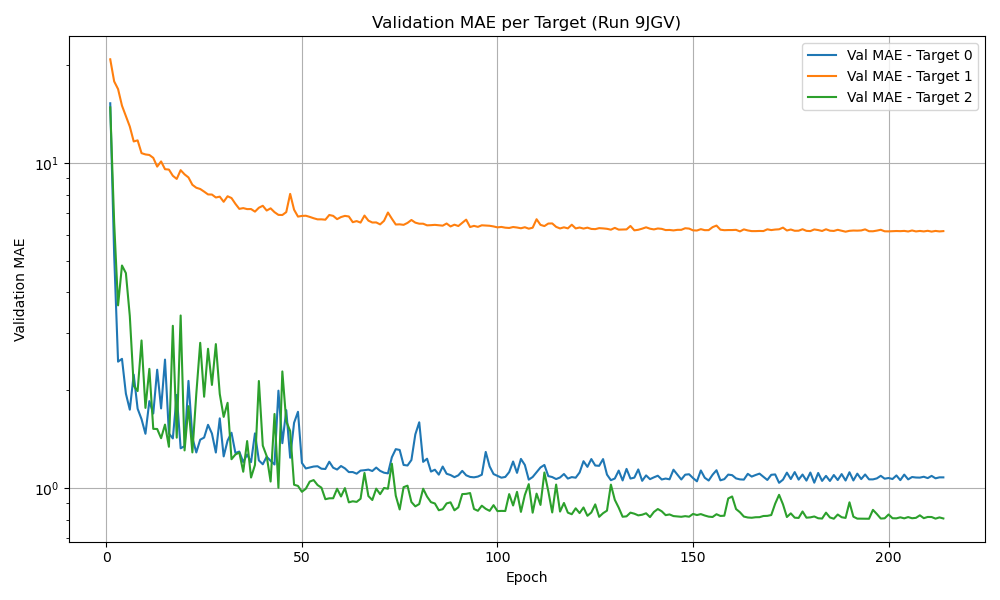 Validation MAE per Target (Run 9JGV)
Val MAE - Target 0
Val MAE - Target 1
Val MAE - Target 2
Validation MAE
10¹
10⁰
0 50 100 150 200
Epoch